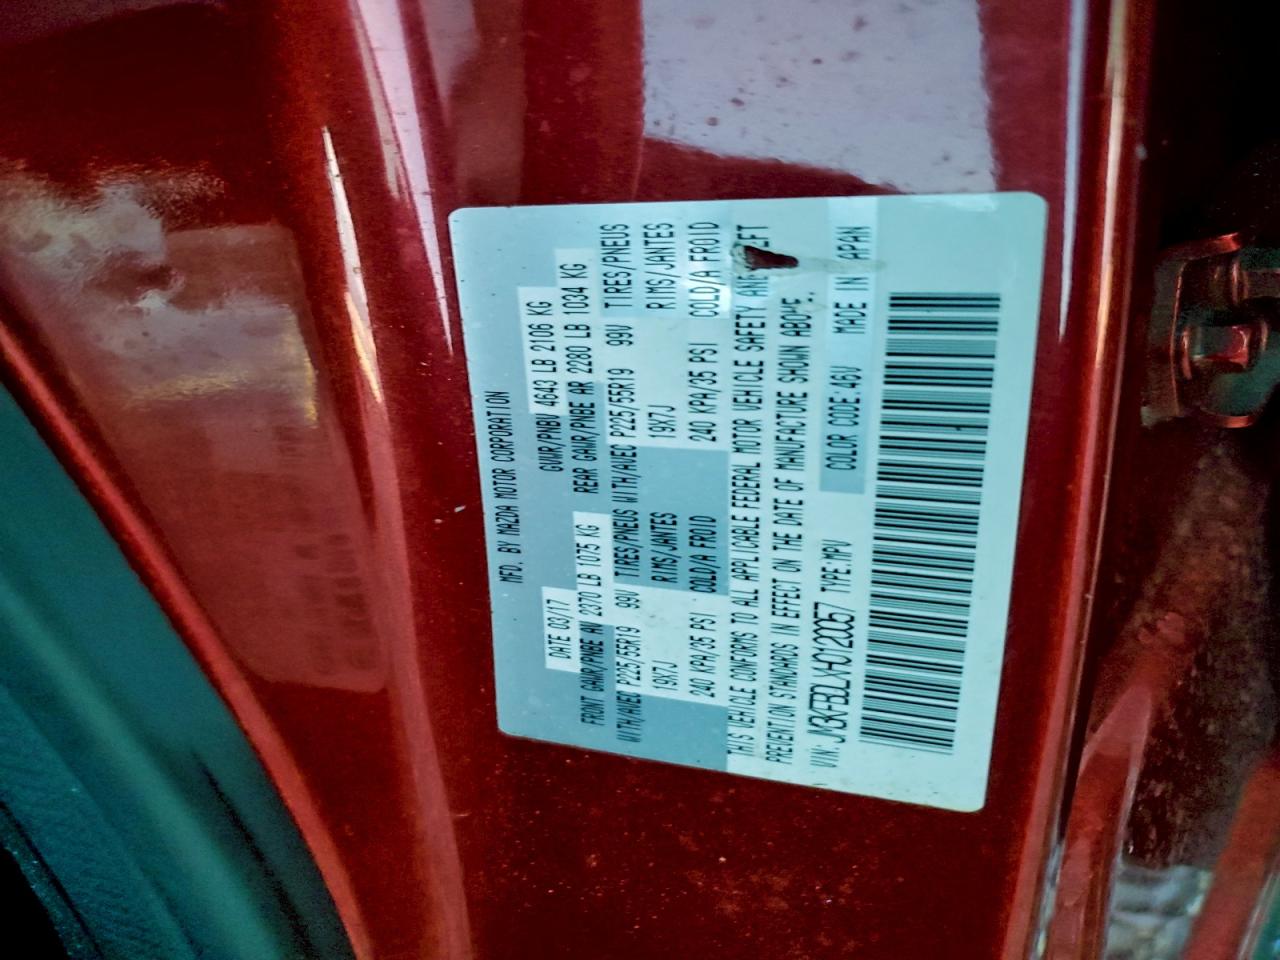 MFD. BY MAZDA MOTOR CORPORATION
DATE 03/17 GVWR/PNBV 4643 LB 2106 KG
FRONT GAWR/PNBE AV 2370 LB 1075 KG REAR GAWR/PNBE AR 2280 LB 1034 KG
WITH/AVEC P225/55R19 99V TIRES/PNEUS WITH/AVEC P225/55R19 99V TIRES/PNEUS
19X7J RIMS/JANTES 19X7J RIMS/JANTES
240 KPA/35 PSI COLD/A FROID 240 KPA/35 PSI COLD/A FROID
THIS VEHICLE CONFORMS TO ALL APPLICABLE FEDERAL MOTOR VEHICLE SAFETY AND THEFT
PREVENTION STANDARDS IN EFFECT ON THE DATE OF MANUFACTURE SHOWN ABOVE.
VIN: TYPE:MPV COLOR CODE:46V MADE IN JAPAN